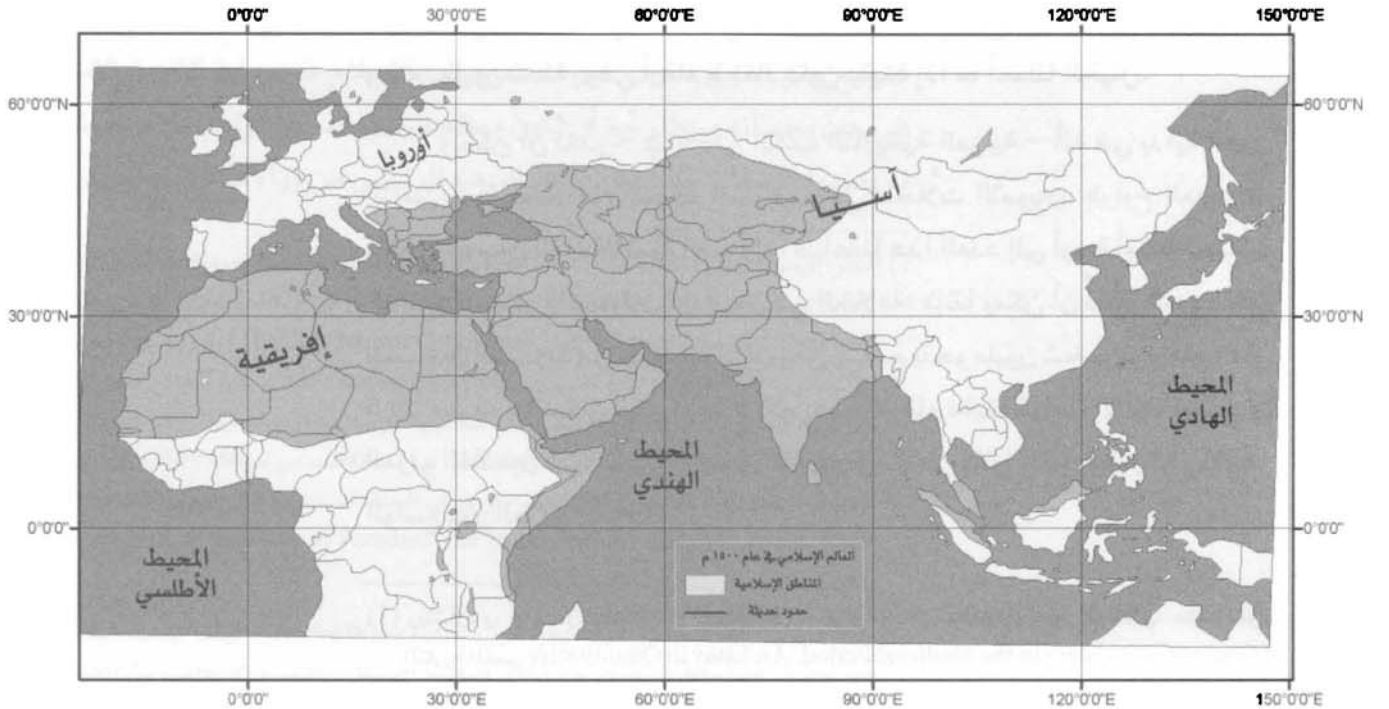 0°0'0" 30°0'0"E 60°0'0"E 90°0'0"E 120°0'0"E 150°0'0"E
60°0'0"N 60°0'0"N
أوروبا
آسيا
30°0'0"N 30°0'0"N
إفريقية
المحيط
الهادي
المحيط
الهندي
0°0'0" 0°0'0"
المحيط
الأطلسي
العالم الإسلامي في عام ١٥٠٠ م
المناطق الإسلامية
حدود حديثة
0°0'0" 30°0'0"E 60°0'0"E 90°0'0"E 120°0'0"E 150°0'0"E